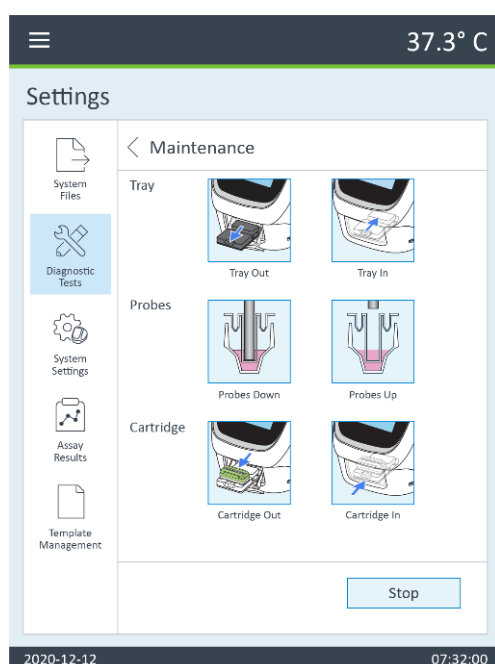 37.3° C
Settings
System
Files
Diagnostic
Tests
System
Settings
Assay
Results
Template
Management
Maintenance
Tray
Tray Out
Tray In
Probes
Probes Down
Probes Up
Cartridge
Cartridge Out
Cartridge In
Stop
2020-12-12
07:32:00